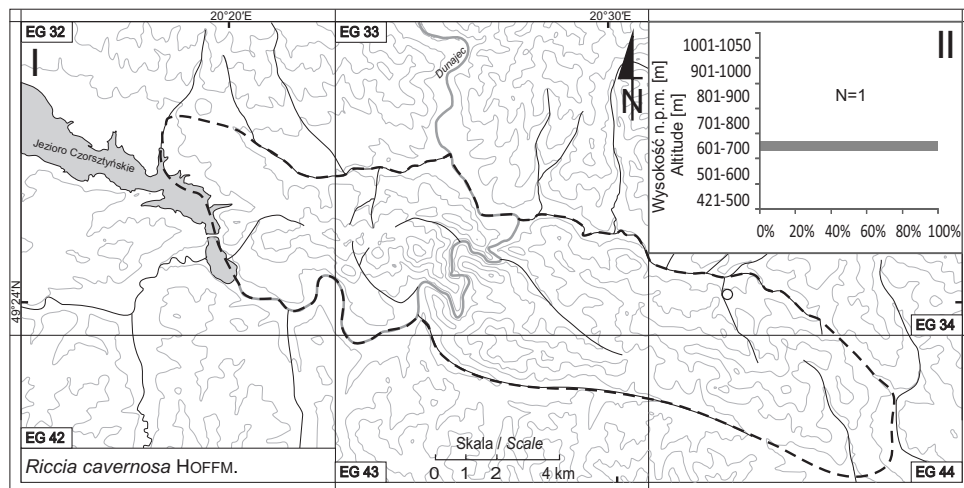 20°20'E
20°30'E
EG 32
EG 33
I
II
Dunajec
N
Jezioro Czorsztyńskie
49°24'N
Wysokość n.p.m. [m]
Altitude [m]
1001-1050
901-1000
801-900
701-800
601-700
501-600
421-500
N=1
0% 20% 40% 60% 80% 100%
EG 34
EG 42
EG 43
EG 44
Skala / Scale
0 1 2 4 km
Riccia cavernosa HOFFM.